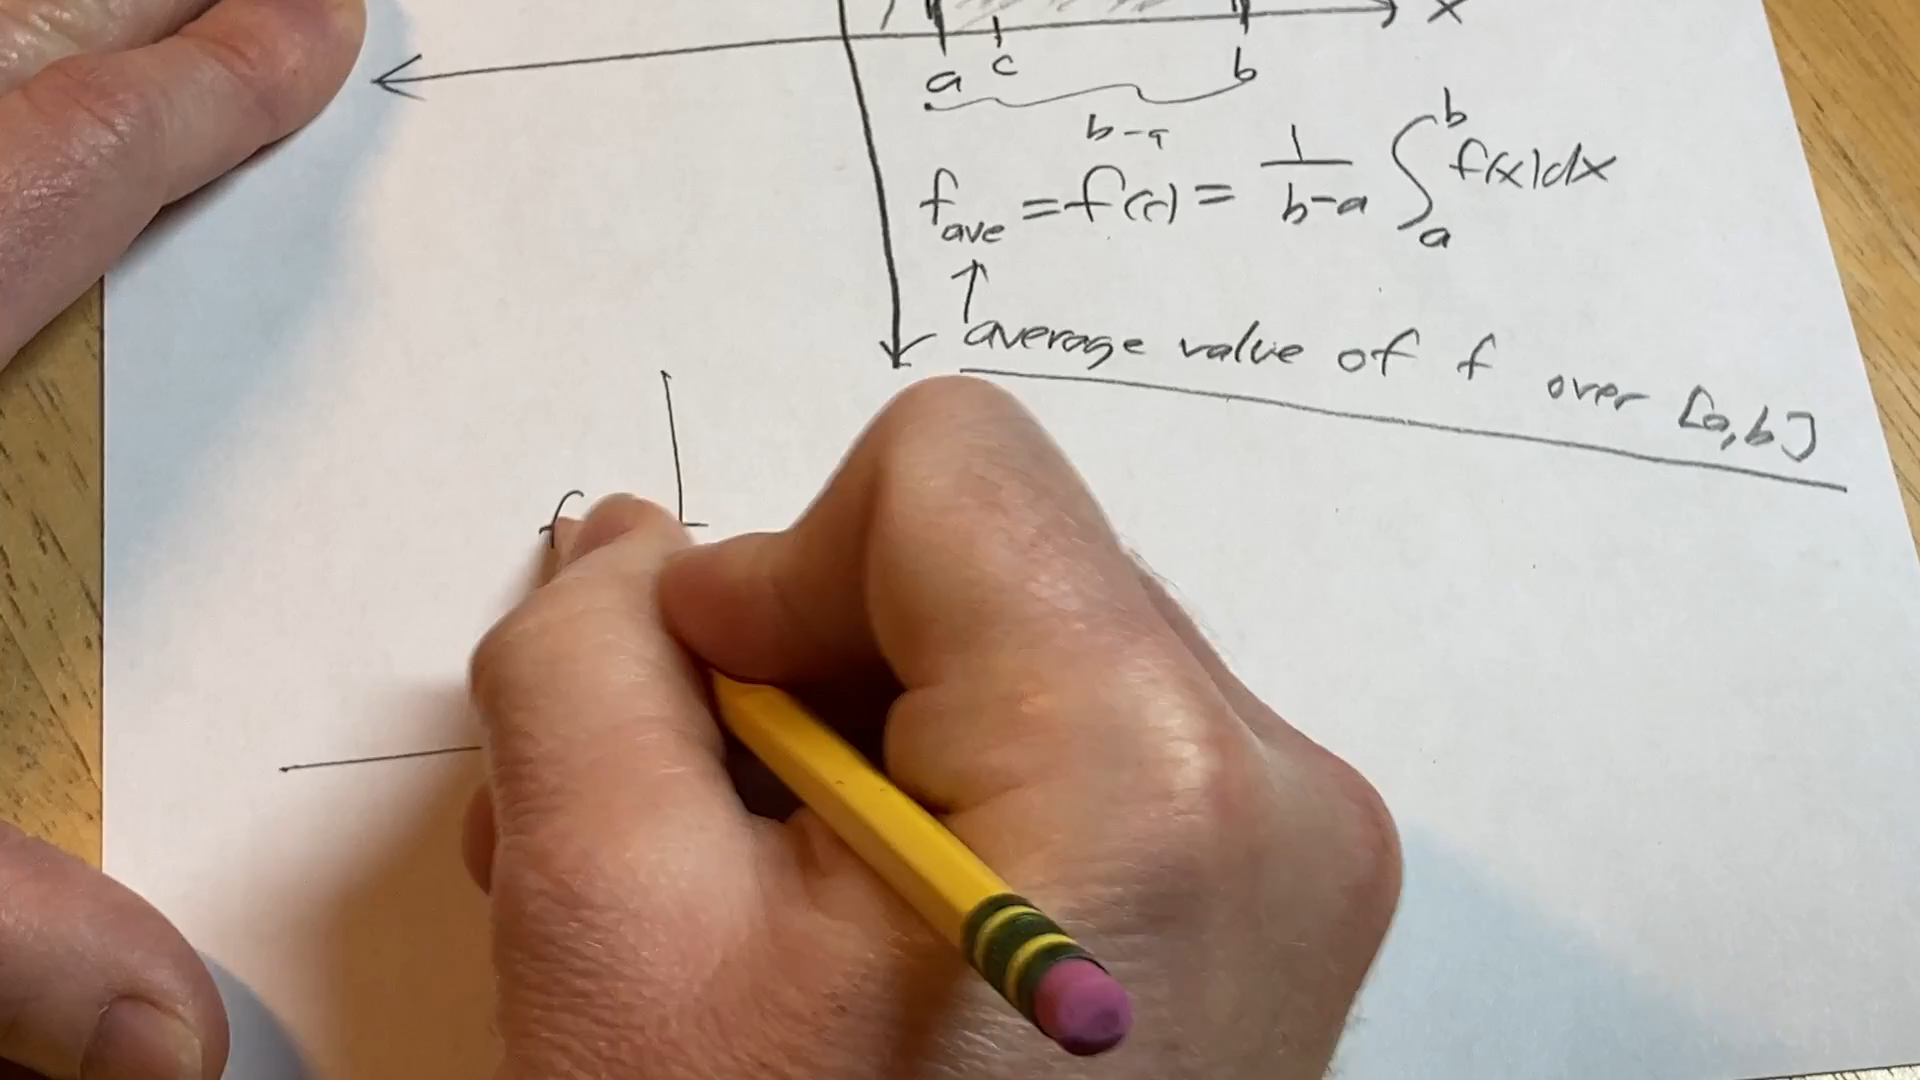 x
a c b
b-a
f_ave = f(c) = 1/(b-a) ∫_a^b f(x)dx
↑
average value of f over [a,b]
f